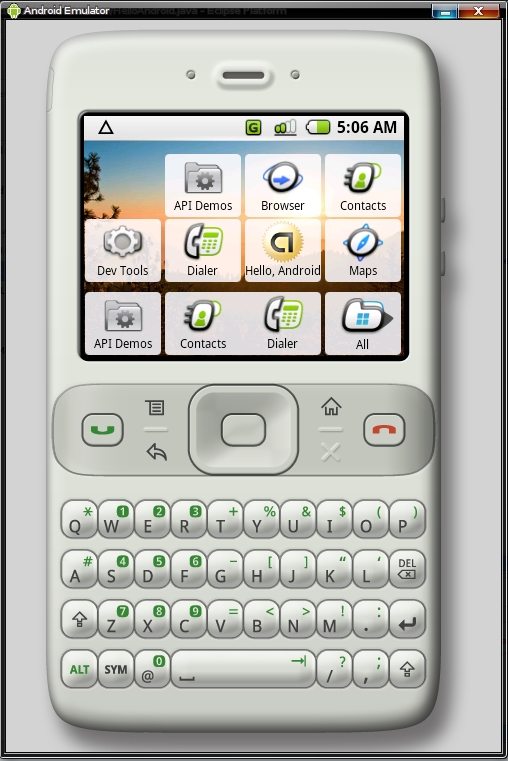 Android Emulator HelloAndroid.java - Eclipse Platform
G 5:06 AM
API Demos Browser Contacts
Dev Tools Dialer Hello, Android Maps
API Demos Contacts Dialer All
* 1 2 3 + % & $ ( )
Q W E R T Y U I O P
# 4 5 6 – [ ] “ ‘ DEL
A S D F G H J K L
7 8 9 = < > ! :
Z X C V B N M .
ALT SYM 0 @ ? / ; ,